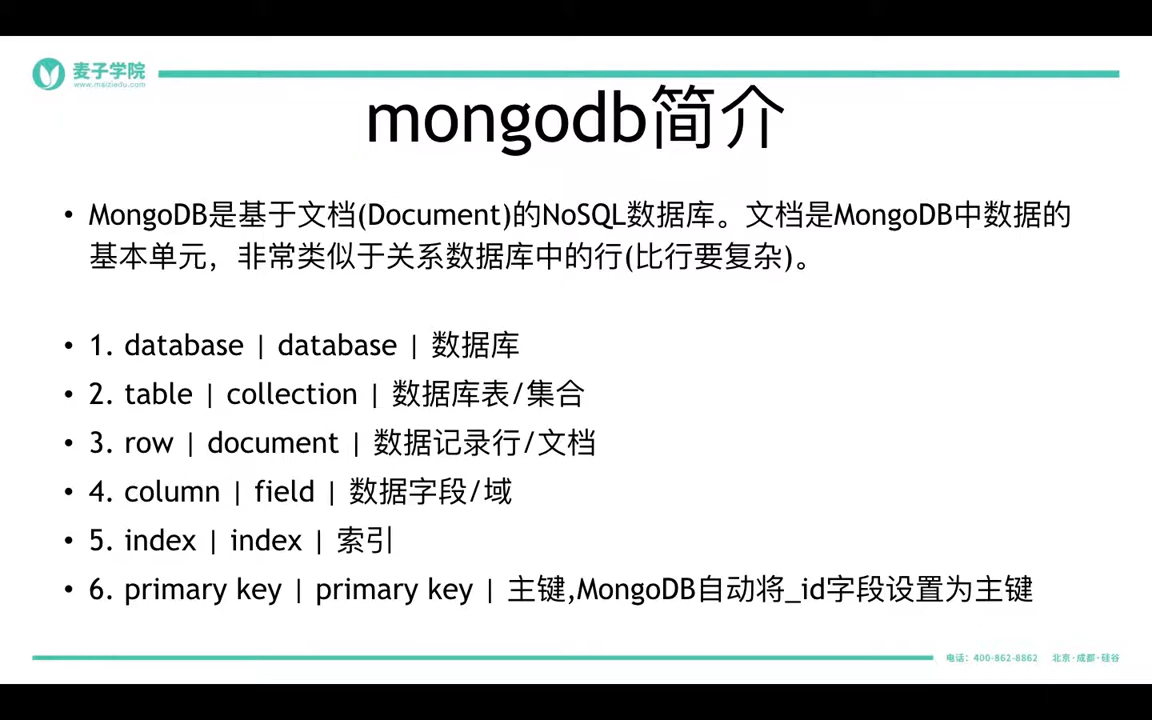 麦子学院
www.maiziedu.com
mongodb简介
• MongoDB是基于文档(Document)的NoSQL数据库。文档是MongoDB中数据的
基本单元，非常类似于关系数据库中的行(比行要复杂)。
• 1. database | database | 数据库
• 2. table | collection | 数据库表/集合
• 3. row | document | 数据记录行/文档
• 4. column | field | 数据字段/域
• 5. index | index | 索引
• 6. primary key | primary key | 主键,MongoDB自动将_id字段设置为主键
电话：400-862-8862 北京·成都·硅谷